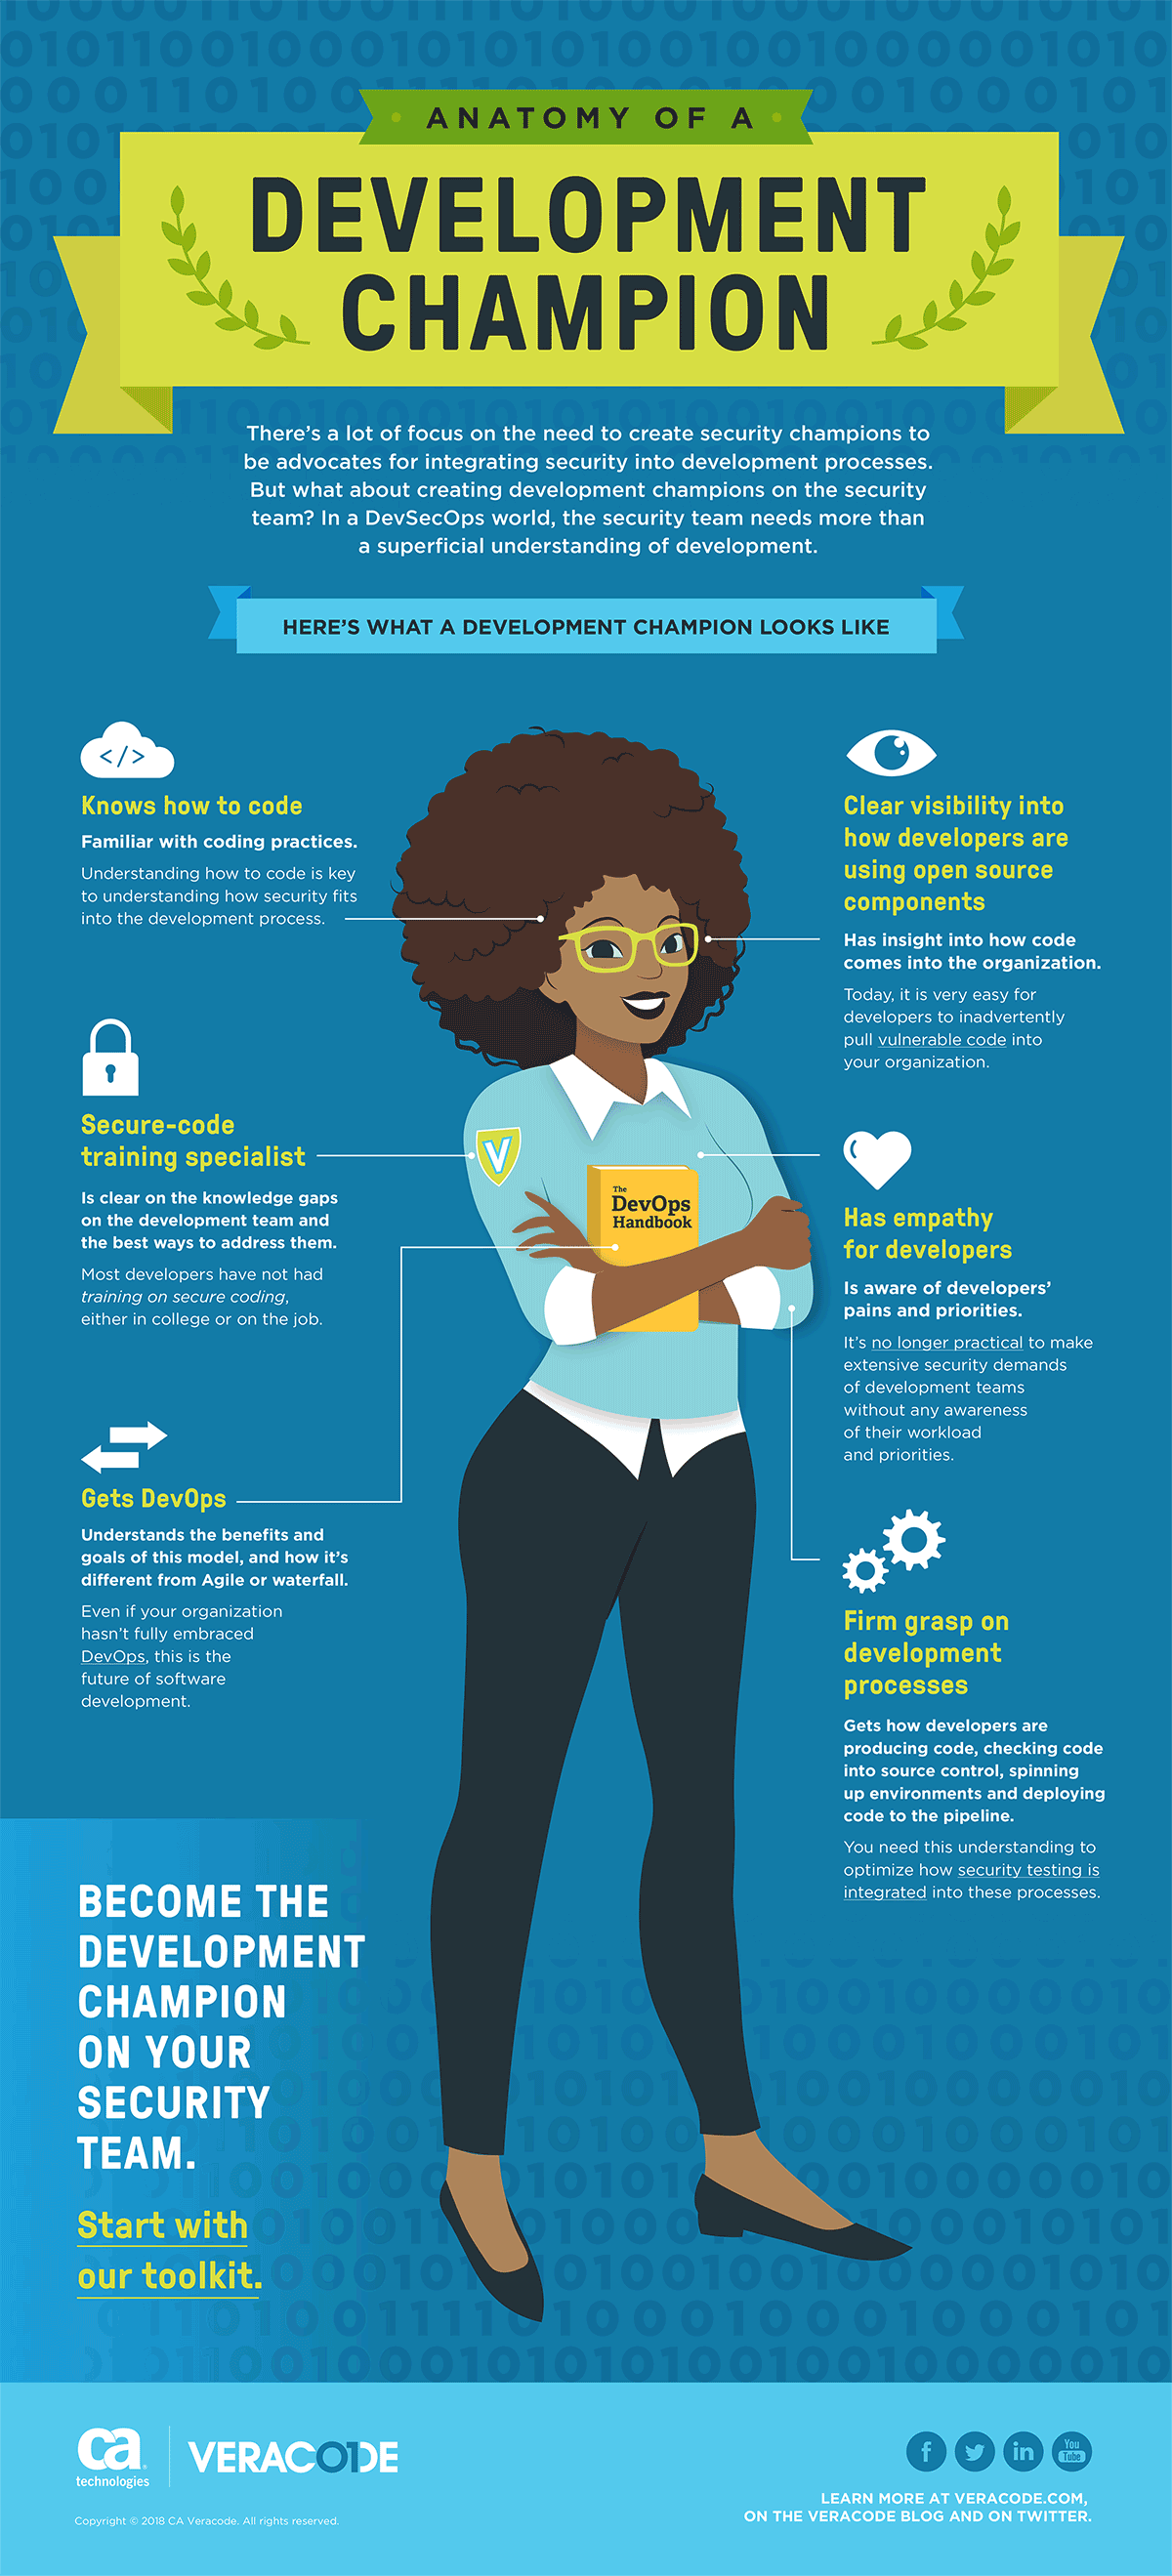 ANATOMY OF A
DEVELOPMENT
CHAMPION
There's a lot of focus on the need to create security champions to
be advocates for integrating security into development processes.
But what about creating development champions on the security
team? In a DevSecOps world, the security team needs more than
a superficial understanding of development.
HERE'S WHAT A DEVELOPMENT CHAMPION LOOKS LIKE
</>
Knows how to code
Familiar with coding practices.
Understanding how to code is key
to understanding how security fits
into the development process.
Secure-code
training specialist
Is clear on the knowledge gaps
on the development team and
the best ways to address them.
Most developers have not had
training on secure coding,
either in college or on the job.
Gets DevOps
Understands the benefits and
goals of this model, and how it's
different from Agile or waterfall.
Even if your organization
hasn't fully embraced
DevOps, this is the
future of software
development.
V
The
DevOps
Handbook
Clear visibility into
how developers are
using open source
components
Has insight into how code
comes into the organization.
Today, it is very easy for
developers to inadvertently
pull vulnerable code into
your organization.
Has empathy
for developers
Is aware of developers'
pains and priorities.
It's no longer practical to make
extensive security demands
of development teams
without any awareness
of their workload
and priorities.
Firm grasp on
development
processes
Gets how developers are
producing code, checking code
into source control, spinning
up environments and deploying
code to the pipeline.
You need this understanding to
optimize how security testing is
integrated into these processes.
BECOME THE
DEVELOPMENT
CHAMPION
ON YOUR
SECURITY
TEAM.
Start with
our toolkit.
ca
technologies
VERACODE
Copyright © 2018 CA Veracode. All rights reserved.
f
in
You
Tube
LEARN MORE AT VERACODE.COM,
ON THE VERACODE BLOG AND ON TWITTER.